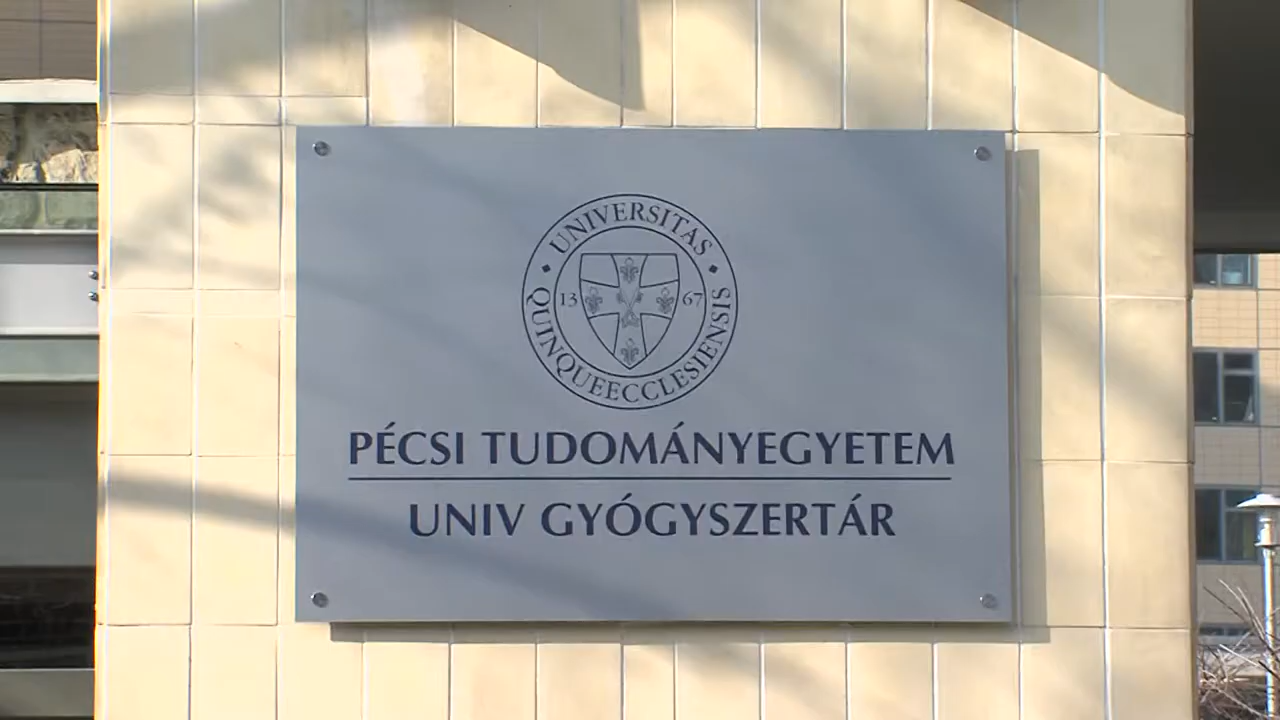 UNIVERSITAS
QUINQUEECCLESIENSIS
13 67
PÉCSI TUDOMÁNYEGYETEM
UNIV GYÓGYSZERTÁR